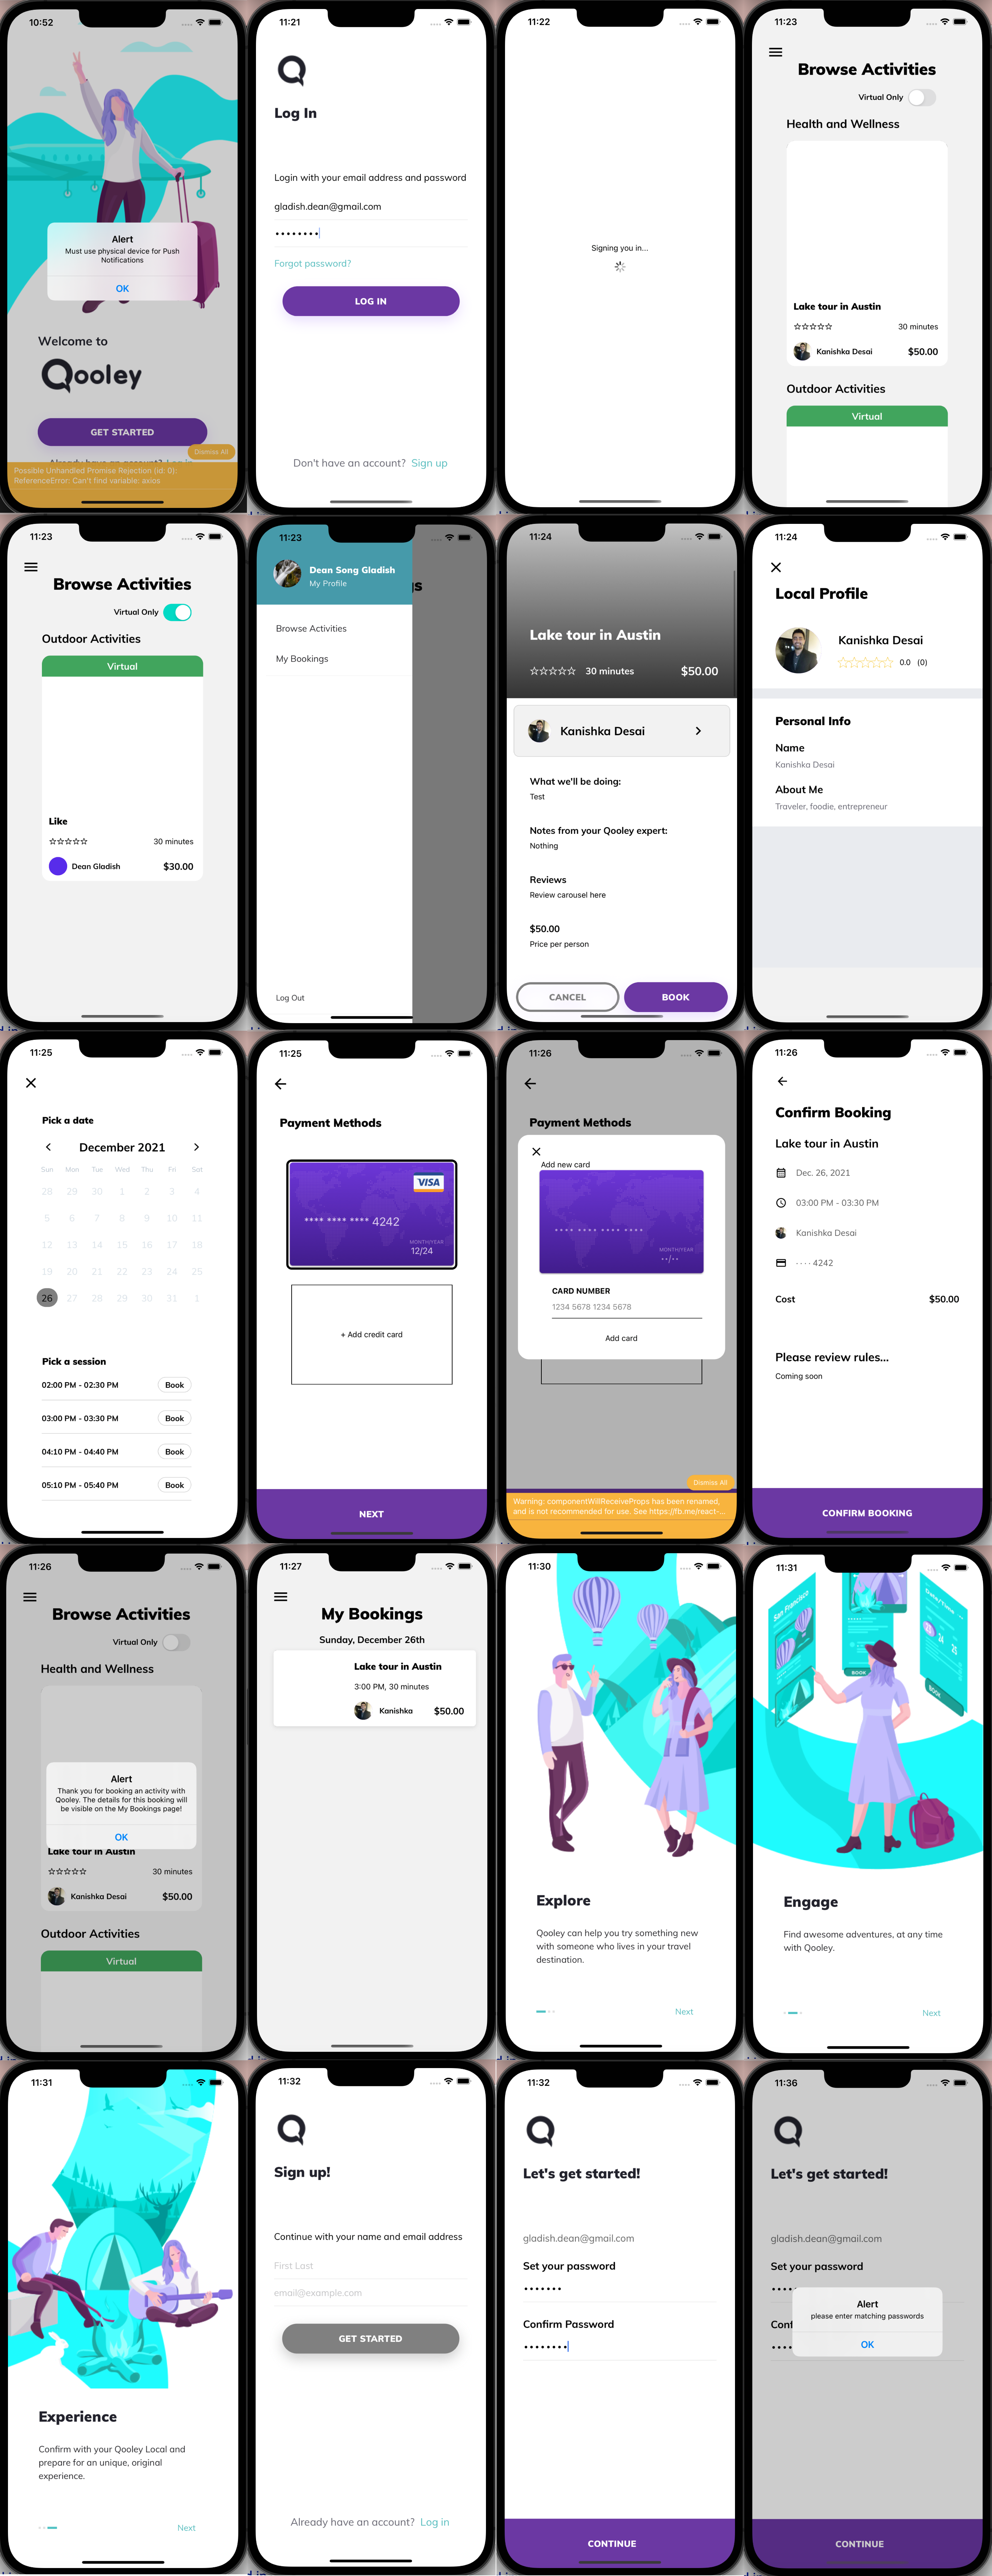 10:52
Alert
Must use physical device for Push
Notifications
OK
Welcome to
Qooley
GET STARTED
Dismiss All
Possible Unhandled Promise Rejection (id: 0):
ReferenceError: Can't find variable: axios
11:21
Log In
Login with your email address and password
gladish.dean@gmail.com
••••••••
Forgot password?
LOG IN
Don't have an account? Sign up
11:22
Signing you in...
11:23
Browse Activities
Virtual Only
Health and Wellness
Lake tour in Austin
30 minutes
Kanishka Desai $50.00
Outdoor Activities
Virtual
11:23
Browse Activities
Virtual Only
Outdoor Activities
Virtual
Like
30 minutes
Dean Gladish $30.00
11:23
Dean Song Gladish
My Profile
gs
Browse Activities
My Bookings
Log Out
11:24
Lake tour in Austin
30 minutes $50.00
Kanishka Desai
What we'll be doing:
Test
Notes from your Qooley expert:
Nothing
Reviews
Review carousel here
$50.00
Price per person
CANCEL BOOK
11:24
Local Profile
Kanishka Desai
0.0 (0)
Personal Info
Name
Kanishka Desai
About Me
Traveler, foodie, entrepreneur
11:25
Pick a date
December 2021
Sun Mon Tue Wed Thu Fri Sat
28 29 30 1 2 3 4
5 6 7 8 9 10 11
12 13 14 15 16 17 18
19 20 21 22 23 24 25
26 27 28 29 30 31 1
Pick a session
02:00 PM - 02:30 PM Book
03:00 PM - 03:30 PM Book
04:10 PM - 04:40 PM Book
05:10 PM - 05:40 PM Book
11:25
Payment Methods
VISA
**** **** **** 4242
MONTH/YEAR
12/24
+ Add credit card
NEXT
11:26
Payment Methods
Add new card
•••• •••• •••• ••••
MONTH/YEAR
••/••
CARD NUMBER
1234 5678 1234 5678
Add card
Dismiss All
Warning: componentWillReceiveProps has been renamed,
and is not recommended for use. See https://fb.me/react-...
11:26
Confirm Booking
Lake tour in Austin
Dec. 26, 2021
03:00 PM - 03:30 PM
Kanishka Desai
···· 4242
Cost $50.00
Please review rules...
Coming soon
CONFIRM BOOKING
11:26
Browse Activities
Virtual Only
Health and Wellness
Alert
Thank you for booking an activity with
Qooley. The details for this booking will
be visible on the My Bookings page!
OK
Lake tour in Austin
30 minutes
Kanishka Desai $50.00
Outdoor Activities
Virtual
11:27
My Bookings
Sunday, December 26th
Lake tour in Austin
3:00 PM, 30 minutes
Kanishka $50.00
11:30
Explore
Qooley can help you try something new
with someone who lives in your travel
destination.
Next
11:31
San Francisco
Date/Time
BOOK
BOOK
Engage
Find awesome adventures, at any time
with Qooley.
Next
11:31
Experience
Confirm with your Qooley Local and
prepare for an unique, original
experience.
Next
11:32
Sign up!
Continue with your name and email address
First Last
email@example.com
GET STARTED
Already have an account? Log in
11:32
Let's get started!
gladish.dean@gmail.com
Set your password
•••••••
Confirm Password
••••••••
CONTINUE
11:36
Let's get started!
gladish.dean@gmail.com
Set your password
••••
Alert
please enter matching passwords
Conf
OK
••••
CONTINUE